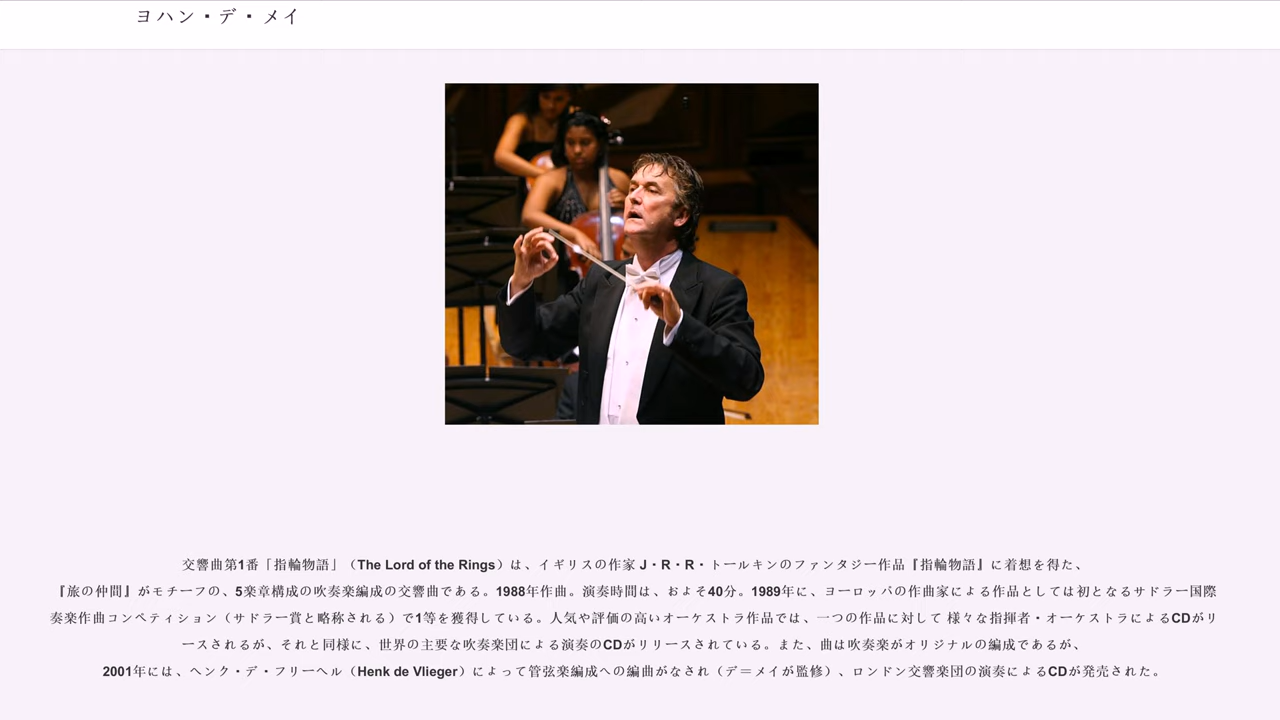 ヨハン・デ・メイ
交響曲第1番「指輪物語」（The Lord of the Rings）は、イギリスの作家 J・R・R・トールキンのファンタジー作品『指輪物語』に着想を得た、
『旅の仲間』がモチーフの、5楽章構成の吹奏楽編成の交響曲である。1988年作曲。演奏時間は、およそ40分。1989年に、ヨーロッパの作曲家による作品としては初となるサドラー国際
奏楽作曲コンペティション（サドラー賞と略称される）で1等を獲得している。人気や評価の高いオーケストラ作品では、一つの作品に対して 様々な指揮者・オーケストラによるCDがリ
ースされるが、それと同様に、世界の主要な吹奏楽団による演奏のCDがリリースされている。また、曲は吹奏楽がオリジナルの編成であるが、
2001年には、ヘンク・デ・フリーヘル（Henk de Vlieger）によって管弦楽編成への編曲がなされ（デ＝メイが監修）、ロンドン交響楽団の演奏によるCDが発売された。